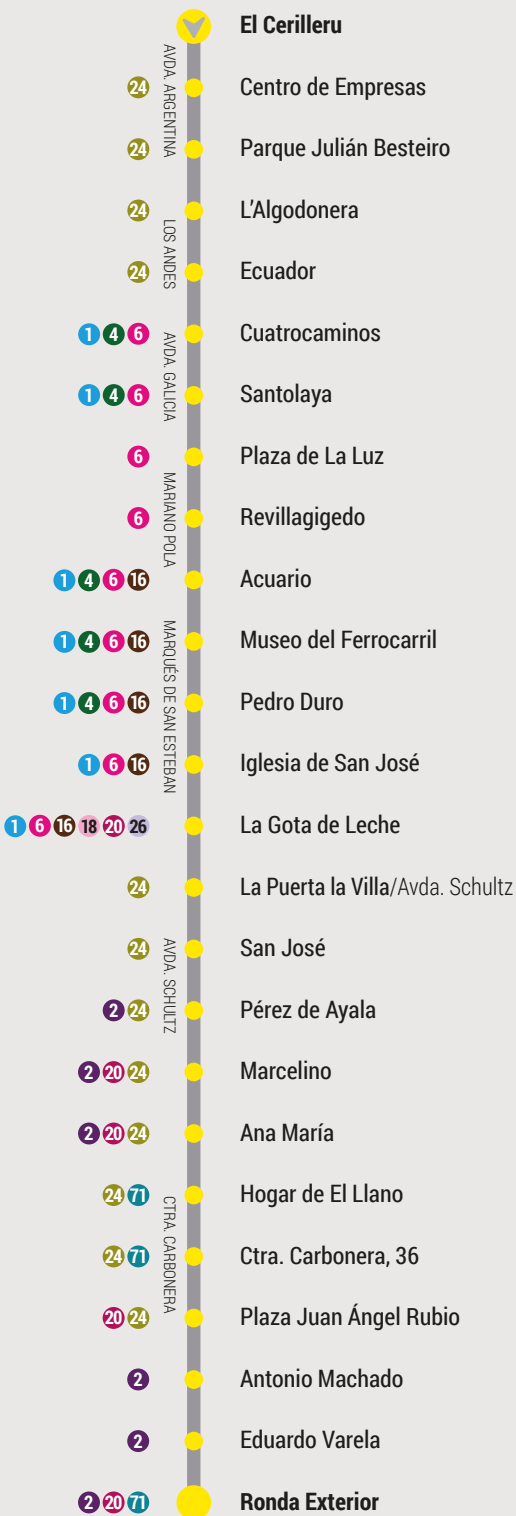 El Cerilleru
AVDA. ARGENTINA
24 Centro de Empresas
24 Parque Julián Besteiro
LOS ANDES
24 L'Algodonera
24 Ecuador
AVDA. GALICIA
1 4 6 Cuatrocaminos
1 4 6 Santolaya
6 Plaza de La Luz
MARIANO POLA
6 Revillagigedo
1 4 6 16 Acuario
MARQUÉS DE SAN ESTEBAN
1 4 6 16 Museo del Ferrocarril
1 4 6 16 Pedro Duro
1 6 16 Iglesia de San José
1 6 16 18 20 26 La Gota de Leche
24 La Puerta la Villa/Avda. Schultz
AVDA. SCHULTZ
24 San José
2 24 Pérez de Ayala
2 20 24 Marcelino
2 20 24 Ana María
CTRA. CARBONERA
24 71 Hogar de El Llano
24 71 Ctra. Carbonera, 36
20 24 Plaza Juan Ángel Rubio
2 Antonio Machado
2 Eduardo Varela
2 20 71 Ronda Exterior